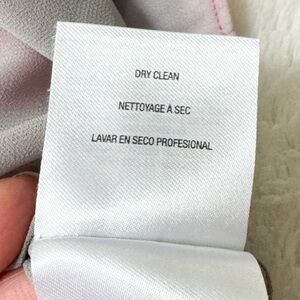 DRY CLEAN
NETTOYAGE À SEC
LAVAR EN SECO PROFESIONAL